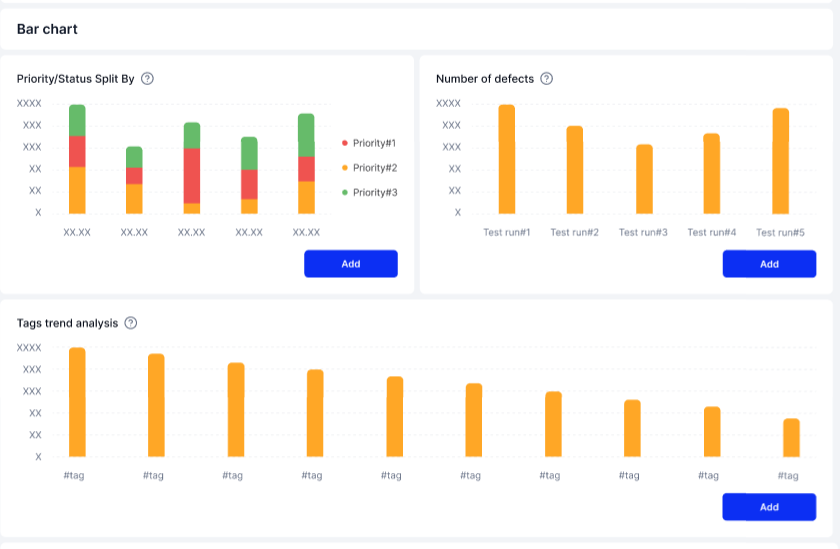 Bar chart
Priority/Status Split By ?
XXXX
XXX
XXX
XX
XX
X
XX.XX XX.XX XX.XX XX.XX XX.XX
Priority#1
Priority#2
Priority#3
Add
Number of defects ?
XXXX
XXX
XXX
XX
XX
X
Test run#1 Test run#2 Test run#3 Test run#4 Test run#5
Add
Tags trend analysis ?
XXXX
XXX
XXX
XX
XX
X
#tag #tag #tag #tag #tag #tag #tag #tag #tag #tag
Add